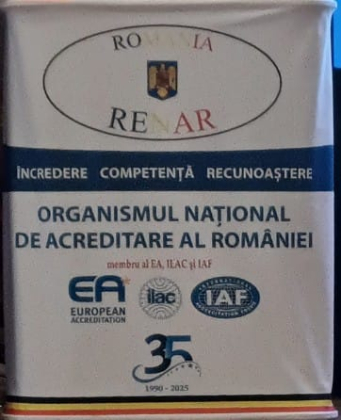 ROMANIA
RENAR
ÎNCREDERE COMPETENȚĂ RECUNOAȘTERE
ORGANISMUL NAȚIONAL
DE ACREDITARE AL ROMÂNIEI
membru al EA, ILAC și IAF
EA
EUROPEAN
ACCREDITATION
ilac
INTERNATIONAL
IAF
35
1990 - 2025